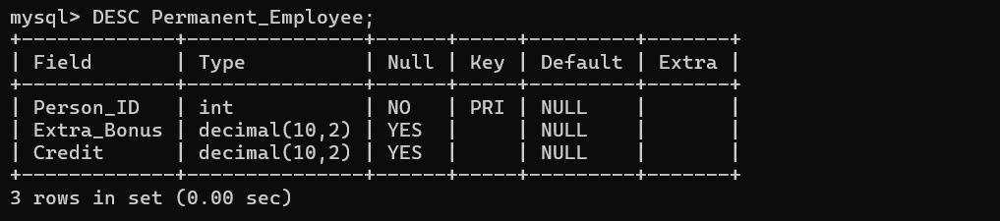 mysql> DESC Permanent_Employee;
+-------------+---------------+------+-----+---------+-------+
| Field       | Type          | Null | Key | Default | Extra |
+-------------+---------------+------+-----+---------+-------+
| Person_ID   | int           | NO   | PRI | NULL    |       |
| Extra_Bonus | decimal(10,2) | YES  |     | NULL    |       |
| Credit      | decimal(10,2) | YES  |     | NULL    |       |
+-------------+---------------+------+-----+---------+-------+
3 rows in set (0.00 sec)